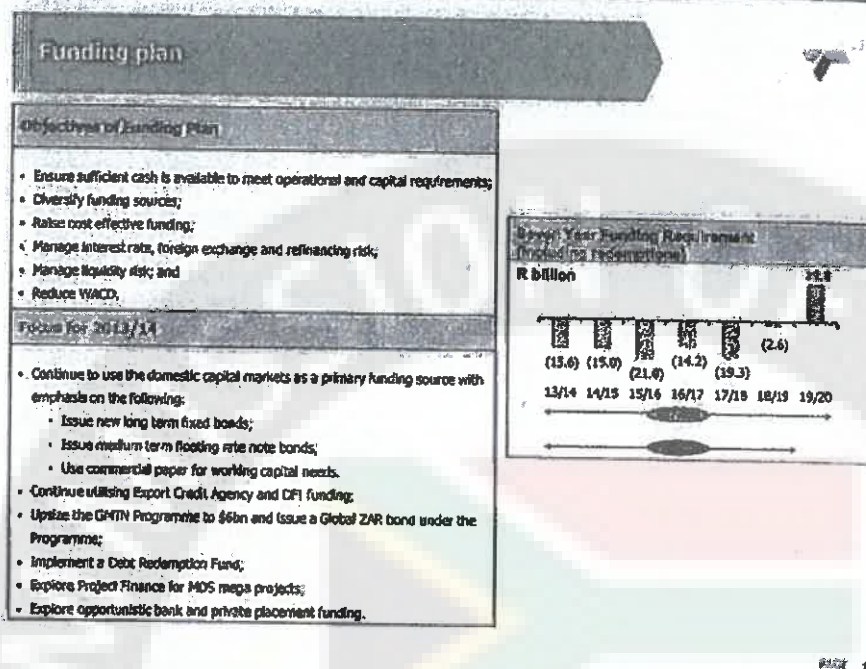 Funding plan
Objectives of Funding Plan
• Ensure sufficient cash is available to meet operational and capital requirements;
• Diversify funding sources;
• Raise cost effective funding;
• Manage interest rate, foreign exchange and refinancing risk;
• Manage liquidity risk; and
• Reduce WACD.
Focus for 2013/14
• Continue to use the domestic capital markets as a primary funding source with
emphasis on the following:
• Issue new long term fixed bonds;
• Issue medium term floating rate note bonds;
• Use commercial paper for working capital needs.
• Continue utilising Export Credit Agency and DFI funding;
• Upsize the GMTN Programme to $6bn and issue a Global ZAR bond under the
Programme;
• Implement a Debt Redemption Fund;
• Explore Project Finance for MDS mega projects;
• Explore opportunistic bank and private placement funding.
Seven Year Funding Requirement
(including redemptions)
R billion
(15.6) (15.0) (21.0) (14.2) (19.3) (2.6)
13/14 14/15 15/16 16/17 17/18 18/19 19/20